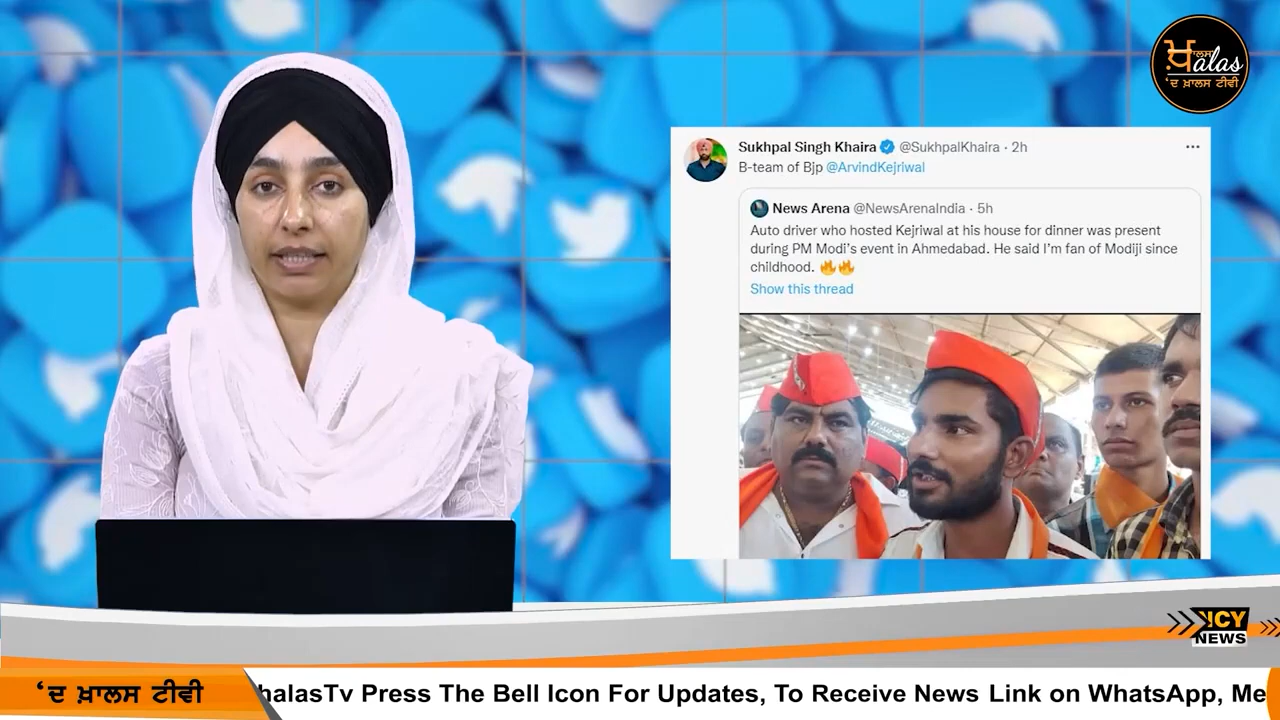 ਖ਼ਾਲਸ
alas
'ਦ ਖ਼ਾਲਸ ਟੀਵੀ
Sukhpal Singh Khaira @SukhpalKhaira · 2h
B-team of Bjp @ArvindKejriwal
News Arena @NewsArenaIndia · 5h
Auto driver who hosted Kejriwal at his house for dinner was present
during PM Modi's event in Ahmedabad. He said I'm fan of Modiji since
childhood. 🔥🔥
Show this thread
ICY
NEWS
'ਦ ਖ਼ਾਲਸ ਟੀਵੀ
halasTv Press The Bell Icon For Updates, To Receive News Link on WhatsApp, Me